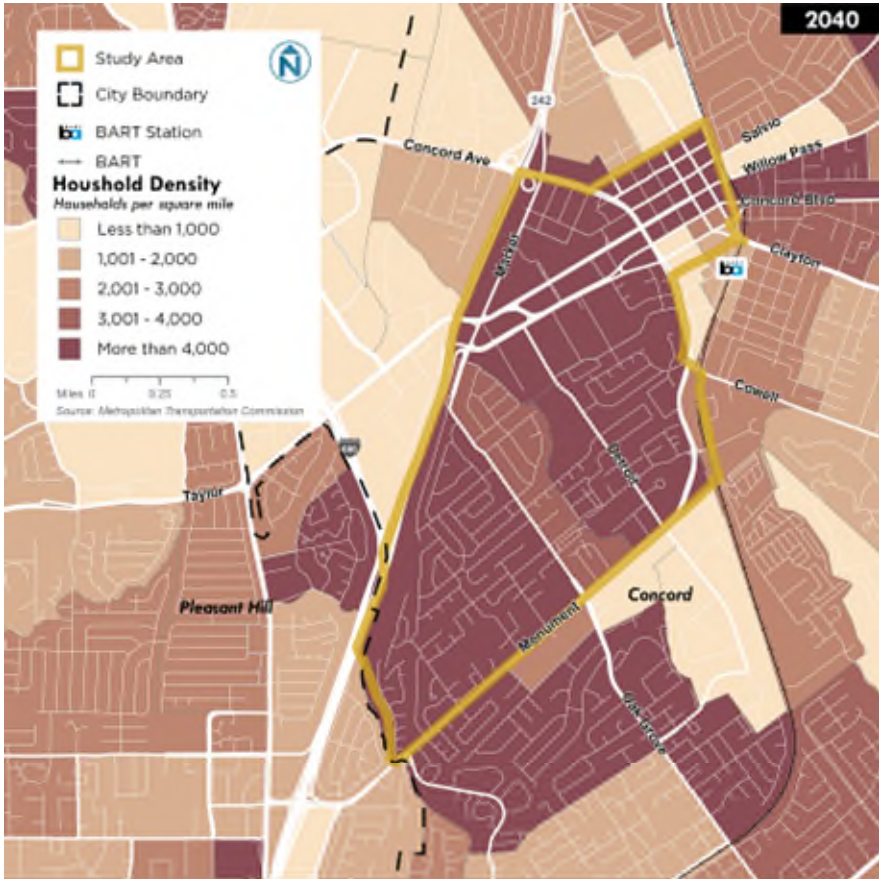 2040
Study Area
City Boundary
BART Station
BART
Houshold Density
Households per square mile
Less than 1,000
1,001 - 2,000
2,001 - 3,000
3,001 - 4,000
More than 4,000
Miles 0 0.25 0.5
Source: Metropolitan Transportation Commission
N
242
Concord Ave
Salvio
Willow Pass
Concord Blvd
Clayton
ba
Market
Cowell
Detroit
680
Taylor
Pleasant Hill
Concord
Monument
Oak Grove